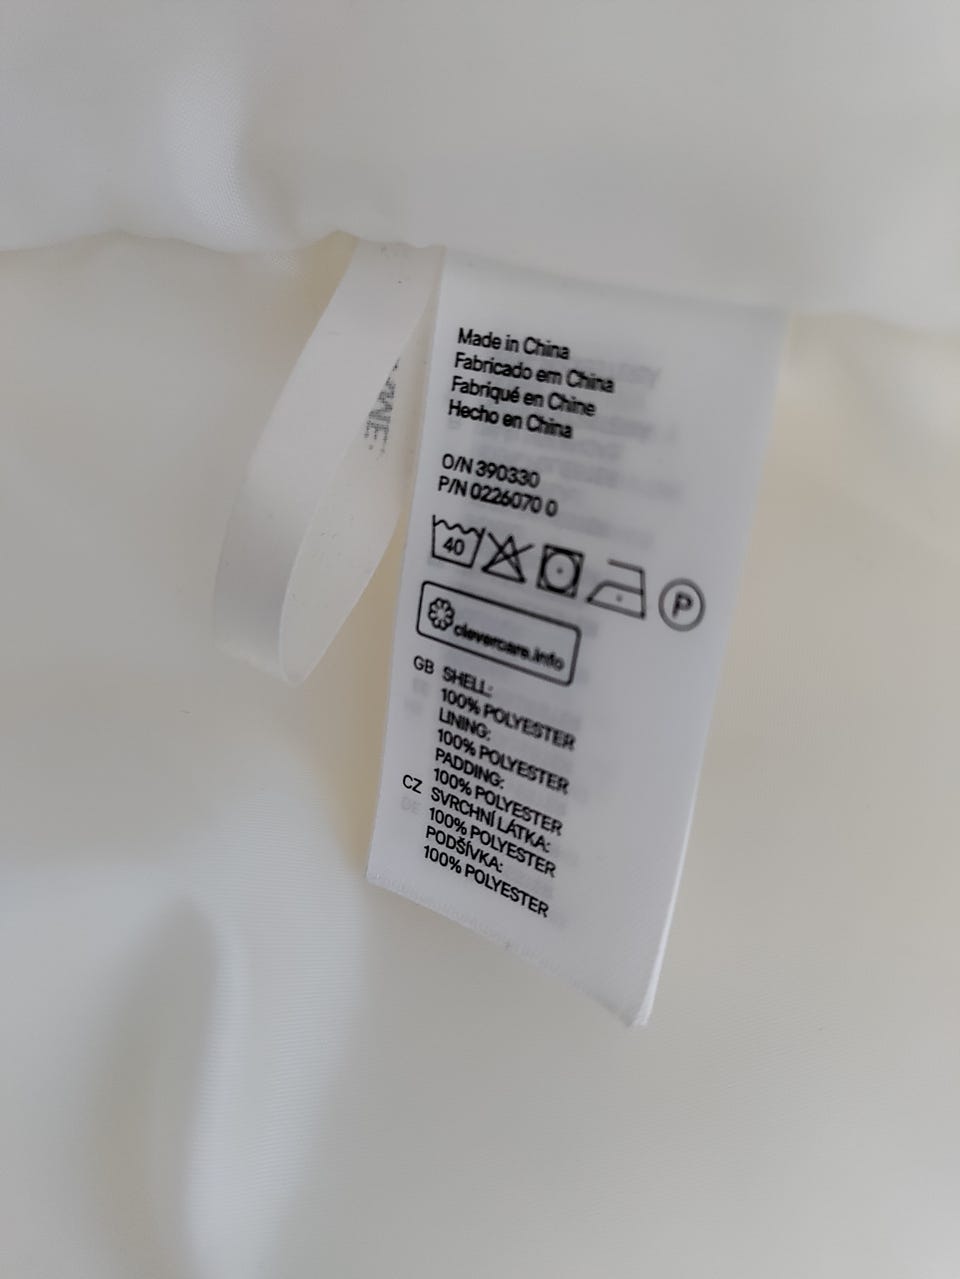 Made in China
Fabricado em China
Fabriqué en Chine
Hecho en China
O/N 390330
P/N 0226070 0
40
P
clevercare.info
GB SHELL:
100% POLYESTER
LINING:
100% POLYESTER
PADDING:
100% POLYESTER
CZ SVRCHNÍ LÁTKA:
100% POLYESTER
PODŠÍVKA:
100% POLYESTER